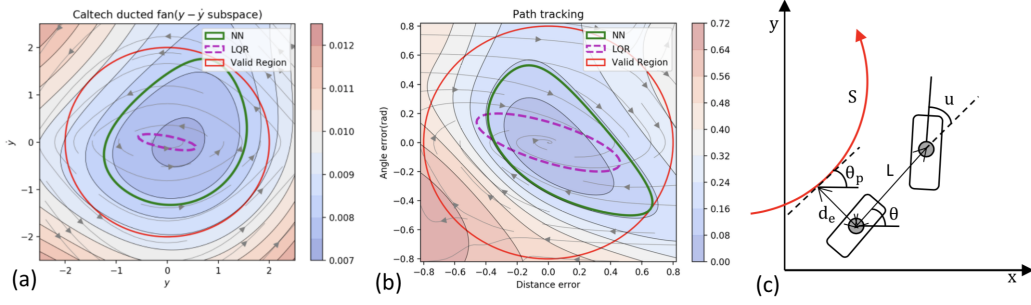 Caltech ducted fan(y − ẏ subspace)
NN
LQR
Valid Region
2
1
0
−1
−2
ẏ
−2
−1
0
1
2
y
0.012
0.011
0.010
0.009
0.008
0.007
(a)
Path tracking
NN
LQR
Valid Region
0.8
0.6
0.4
0.2
0.0
−0.2
−0.4
−0.6
−0.8
Angle error(rad)
−0.8
−0.6
−0.4
−0.2
0.0
0.2
0.4
0.6
0.8
Distance error
0.72
0.64
0.56
0.48
0.40
0.32
0.24
0.16
0.08
0.00
(b)
y
S
u
L
θp
de
θ
x
(c)